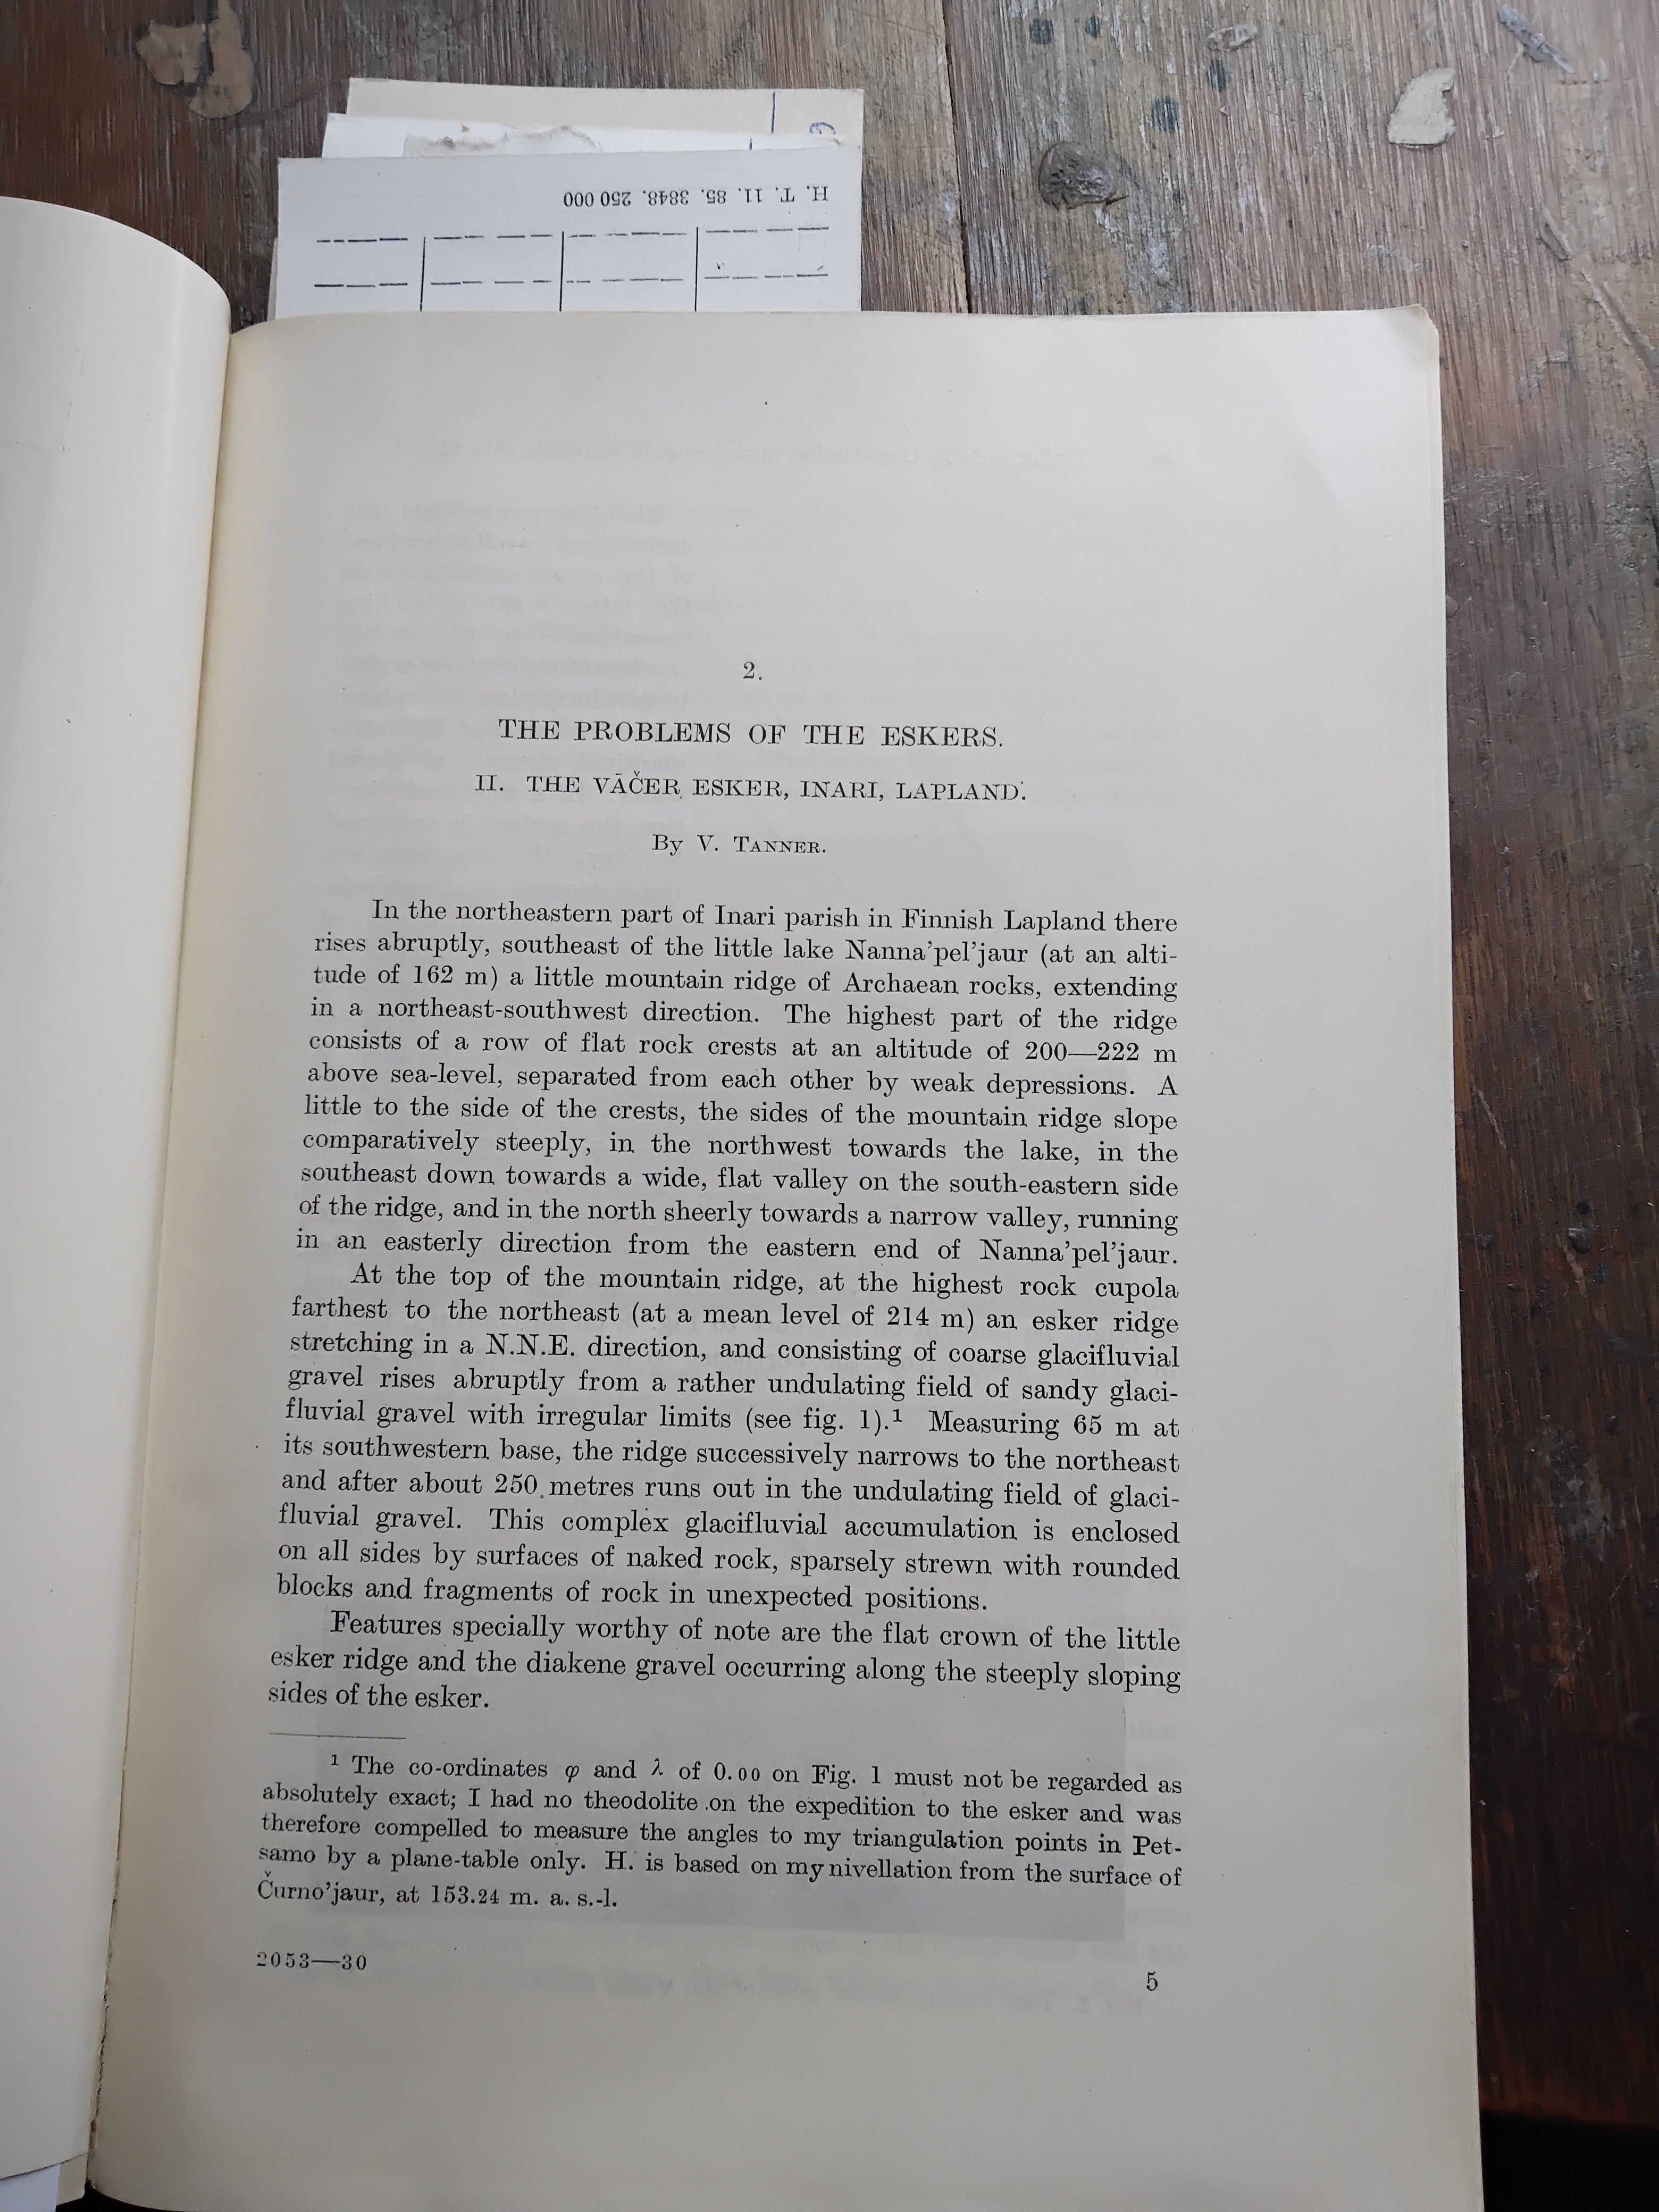 H. T. 11. 85. 3848. 250 000
2.
THE PROBLEMS OF THE ESKERS.
II. THE VĀČER ESKER, INARI, LAPLAND.
By V. TANNER.
In the northeastern part of Inari parish in Finnish Lapland there
rises abruptly, southeast of the little lake Nanna’pel’jaur (at an alti-
tude of 162 m) a little mountain ridge of Archaean rocks, extending
in a northeast-southwest direction. The highest part of the ridge
consists of a row of flat rock crests at an altitude of 200—222 m
above sea-level, separated from each other by weak depressions. A
little to the side of the crests, the sides of the mountain ridge slope
comparatively steeply, in the northwest towards the lake, in the
southeast down towards a wide, flat valley on the south-eastern side
of the ridge, and in the north sheerly towards a narrow valley, running
in an easterly direction from the eastern end of Nanna’pel’jaur.
At the top of the mountain ridge, at the highest rock cupola
farthest to the northeast (at a mean level of 214 m) an esker ridge
stretching in a N.N.E. direction, and consisting of coarse glacifluvial
gravel rises abruptly from a rather undulating field of sandy glaci-
fluvial gravel with irregular limits (see fig. 1).¹ Measuring 65 m at
its southwestern base, the ridge successively narrows to the northeast
and after about 250 metres runs out in the undulating field of glaci-
fluvial gravel. This complex glacifluvial accumulation is enclosed
on all sides by surfaces of naked rock, sparsely strewn with rounded
blocks and fragments of rock in unexpected positions.
Features specially worthy of note are the flat crown of the little
esker ridge and the diakene gravel occurring along the steeply sloping
sides of the esker.
¹ The co-ordinates φ and λ of 0.00 on Fig. 1 must not be regarded as
absolutely exact; I had no theodolite on the expedition to the esker and was
therefore compelled to measure the angles to my triangulation points in Pet-
samo by a plane-table only. H. is based on my nivellation from the surface of
Čurno’jaur, at 153.24 m. a. s.-l.
2053—30
5